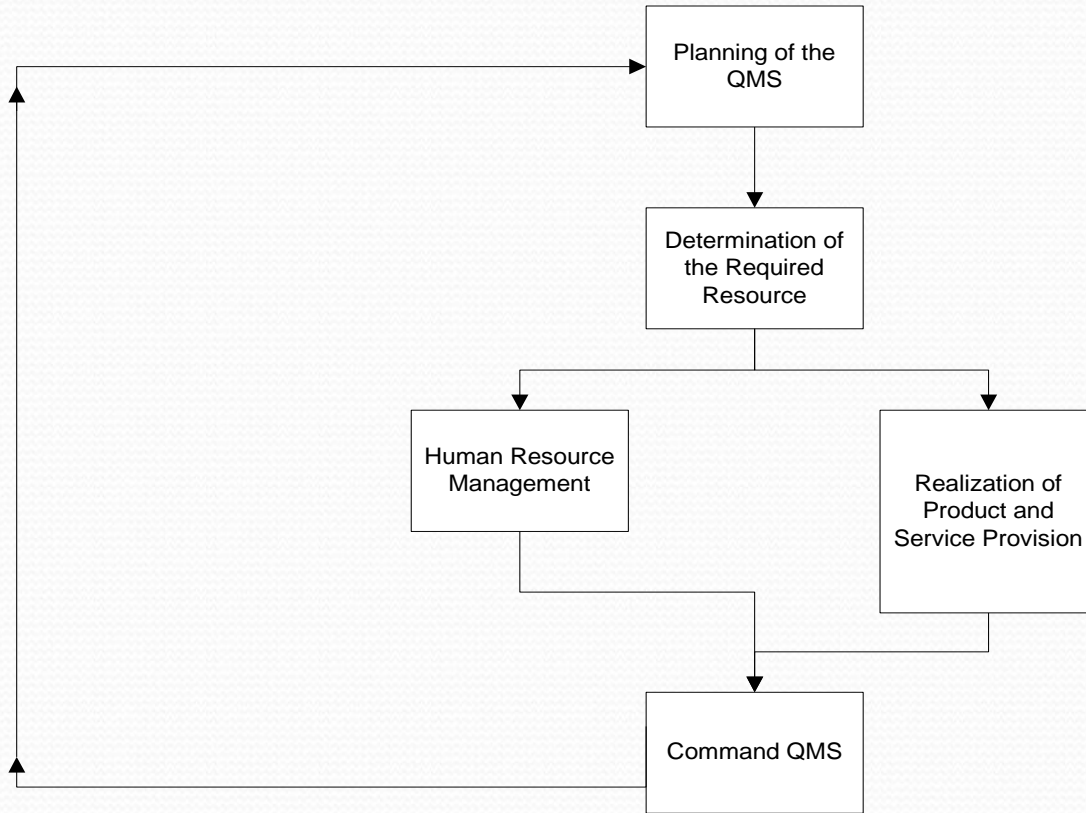 Planning of the
QMS
Determination of
the Required
Resource
Human Resource
Management
Realization of
Product and
Service Provision
Command QMS